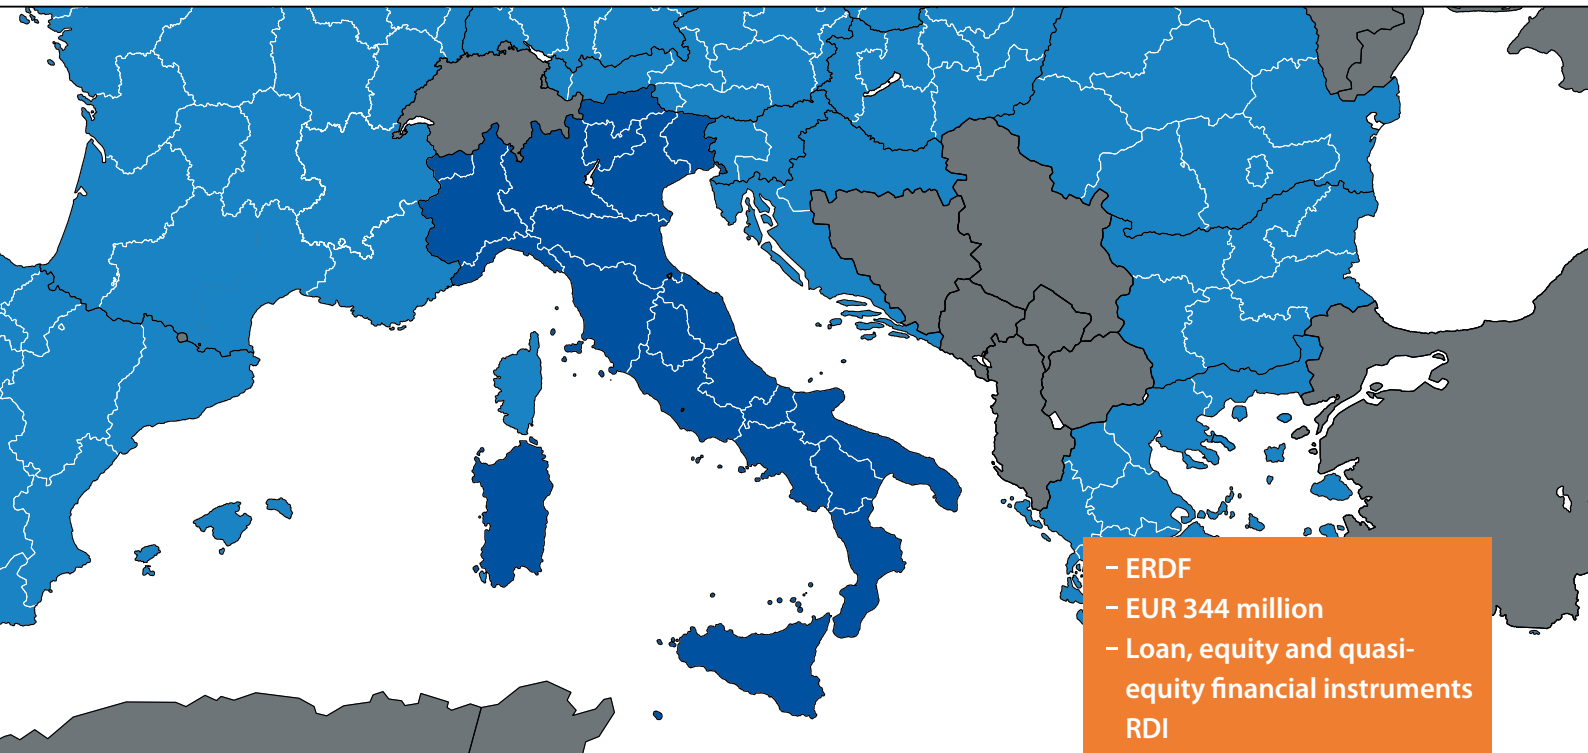 – ERDF
– EUR 344 million
– Loan, equity and quasi-
equity financial instruments
RDI